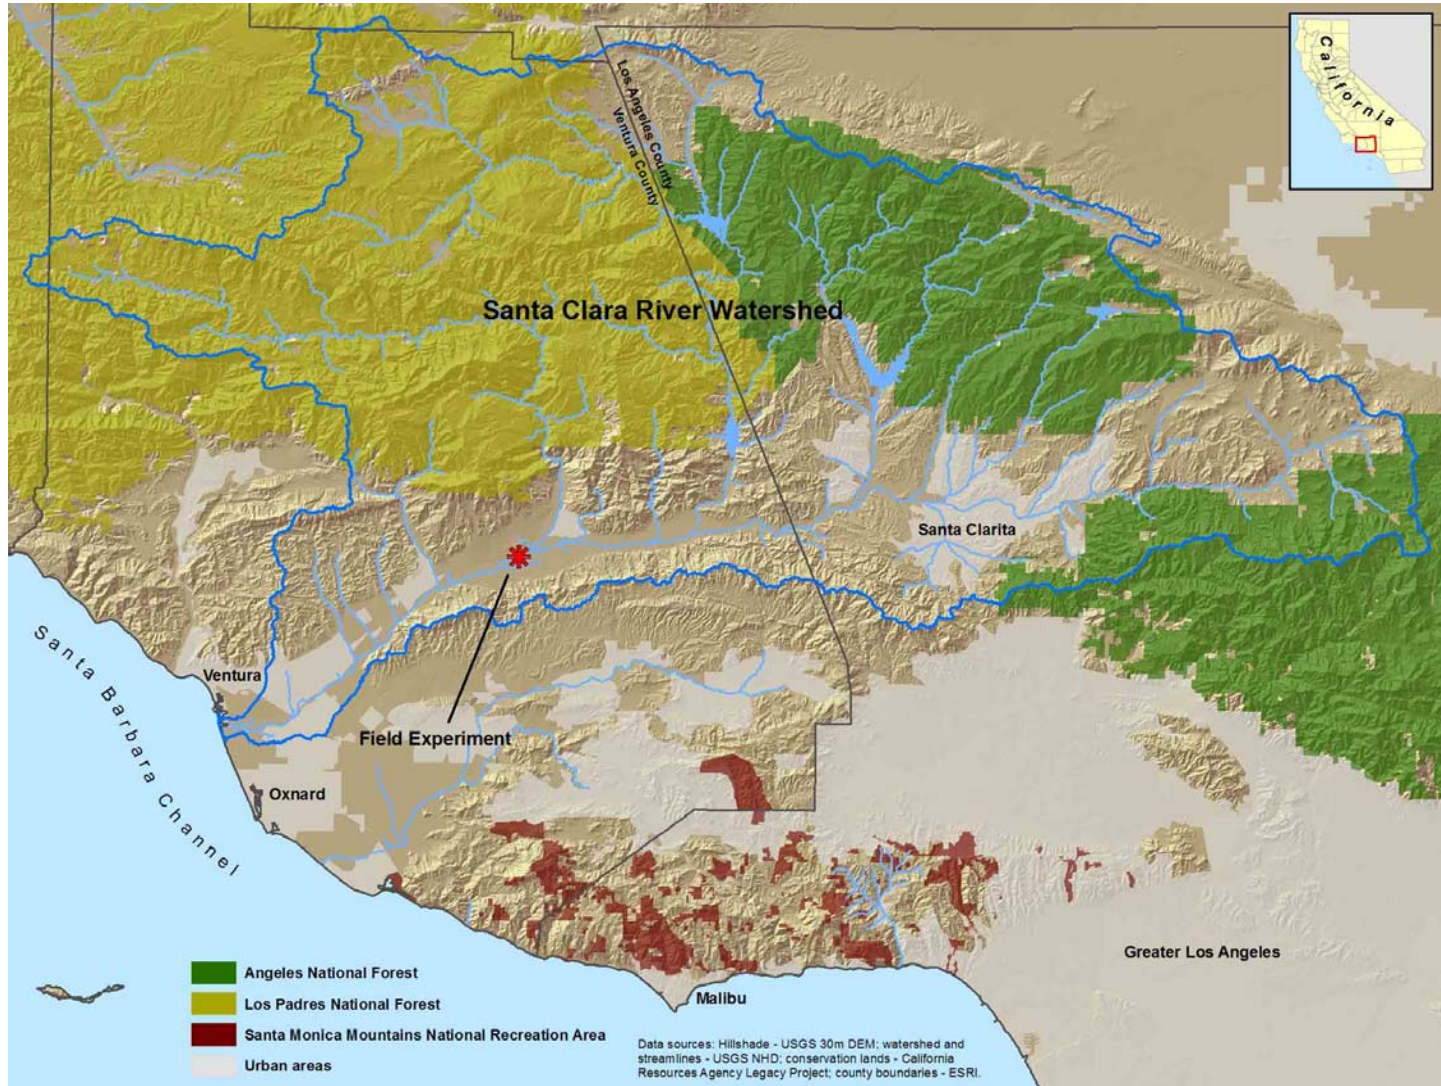 California
Los Angeles County
Ventura County
Santa Clara River Watershed
Santa Clarita
Ventura
Field Experiment
Santa Barbara Channel
Oxnard
Greater Los Angeles
Malibu
Angeles National Forest
Los Padres National Forest
Santa Monica Mountains National Recreation Area
Urban areas
Data sources: Hillshade - USGS 30m DEM; watershed and
streamlines - USGS NHD; conservation lands - California
Resources Agency Legacy Project; county boundaries - ESRI.